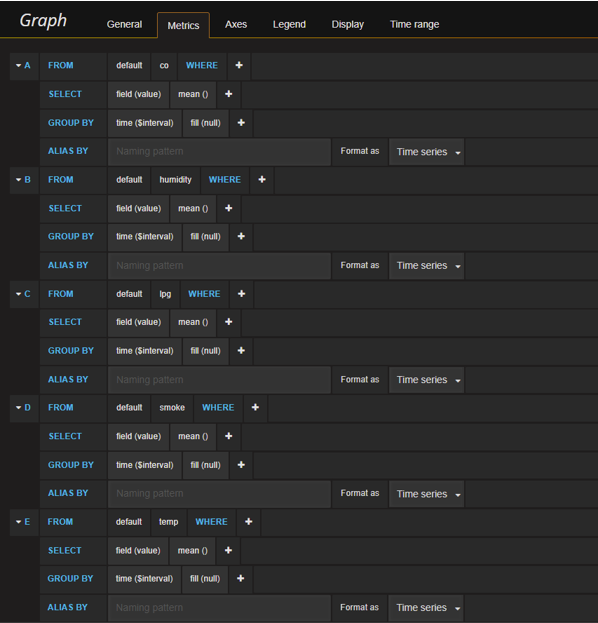 Graph General Metrics Axes Legend Display Time range
A FROM default co WHERE +
SELECT field (value) mean () +
GROUP BY time ($interval) fill (null) +
ALIAS BY Naming pattern Format as Time series
B FROM default humidity WHERE +
SELECT field (value) mean () +
GROUP BY time ($interval) fill (null) +
ALIAS BY Naming pattern Format as Time series
C FROM default lpg WHERE +
SELECT field (value) mean () +
GROUP BY time ($interval) fill (null) +
ALIAS BY Naming pattern Format as Time series
D FROM default smoke WHERE +
SELECT field (value) mean () +
GROUP BY time ($interval) fill (null) +
ALIAS BY Naming pattern Format as Time series
E FROM default temp WHERE +
SELECT field (value) mean () +
GROUP BY time ($interval) fill (null) +
ALIAS BY Naming pattern Format as Time series